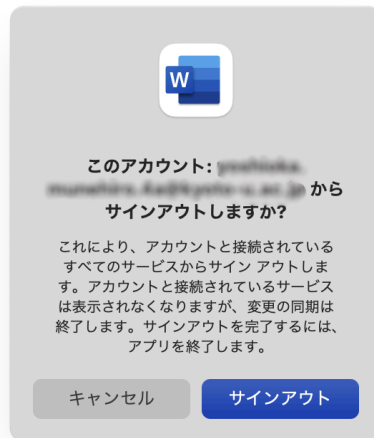 W
このアカウント:
から
サインアウトしますか?
これにより、アカウントと接続されている
すべてのサービスからサイン アウトしま
す。アカウントと接続されているサービス
は表示されなくなりますが、変更の同期は
終了します。サインアウトを完了するには、
アプリを終了します。
キャンセル
サインアウト